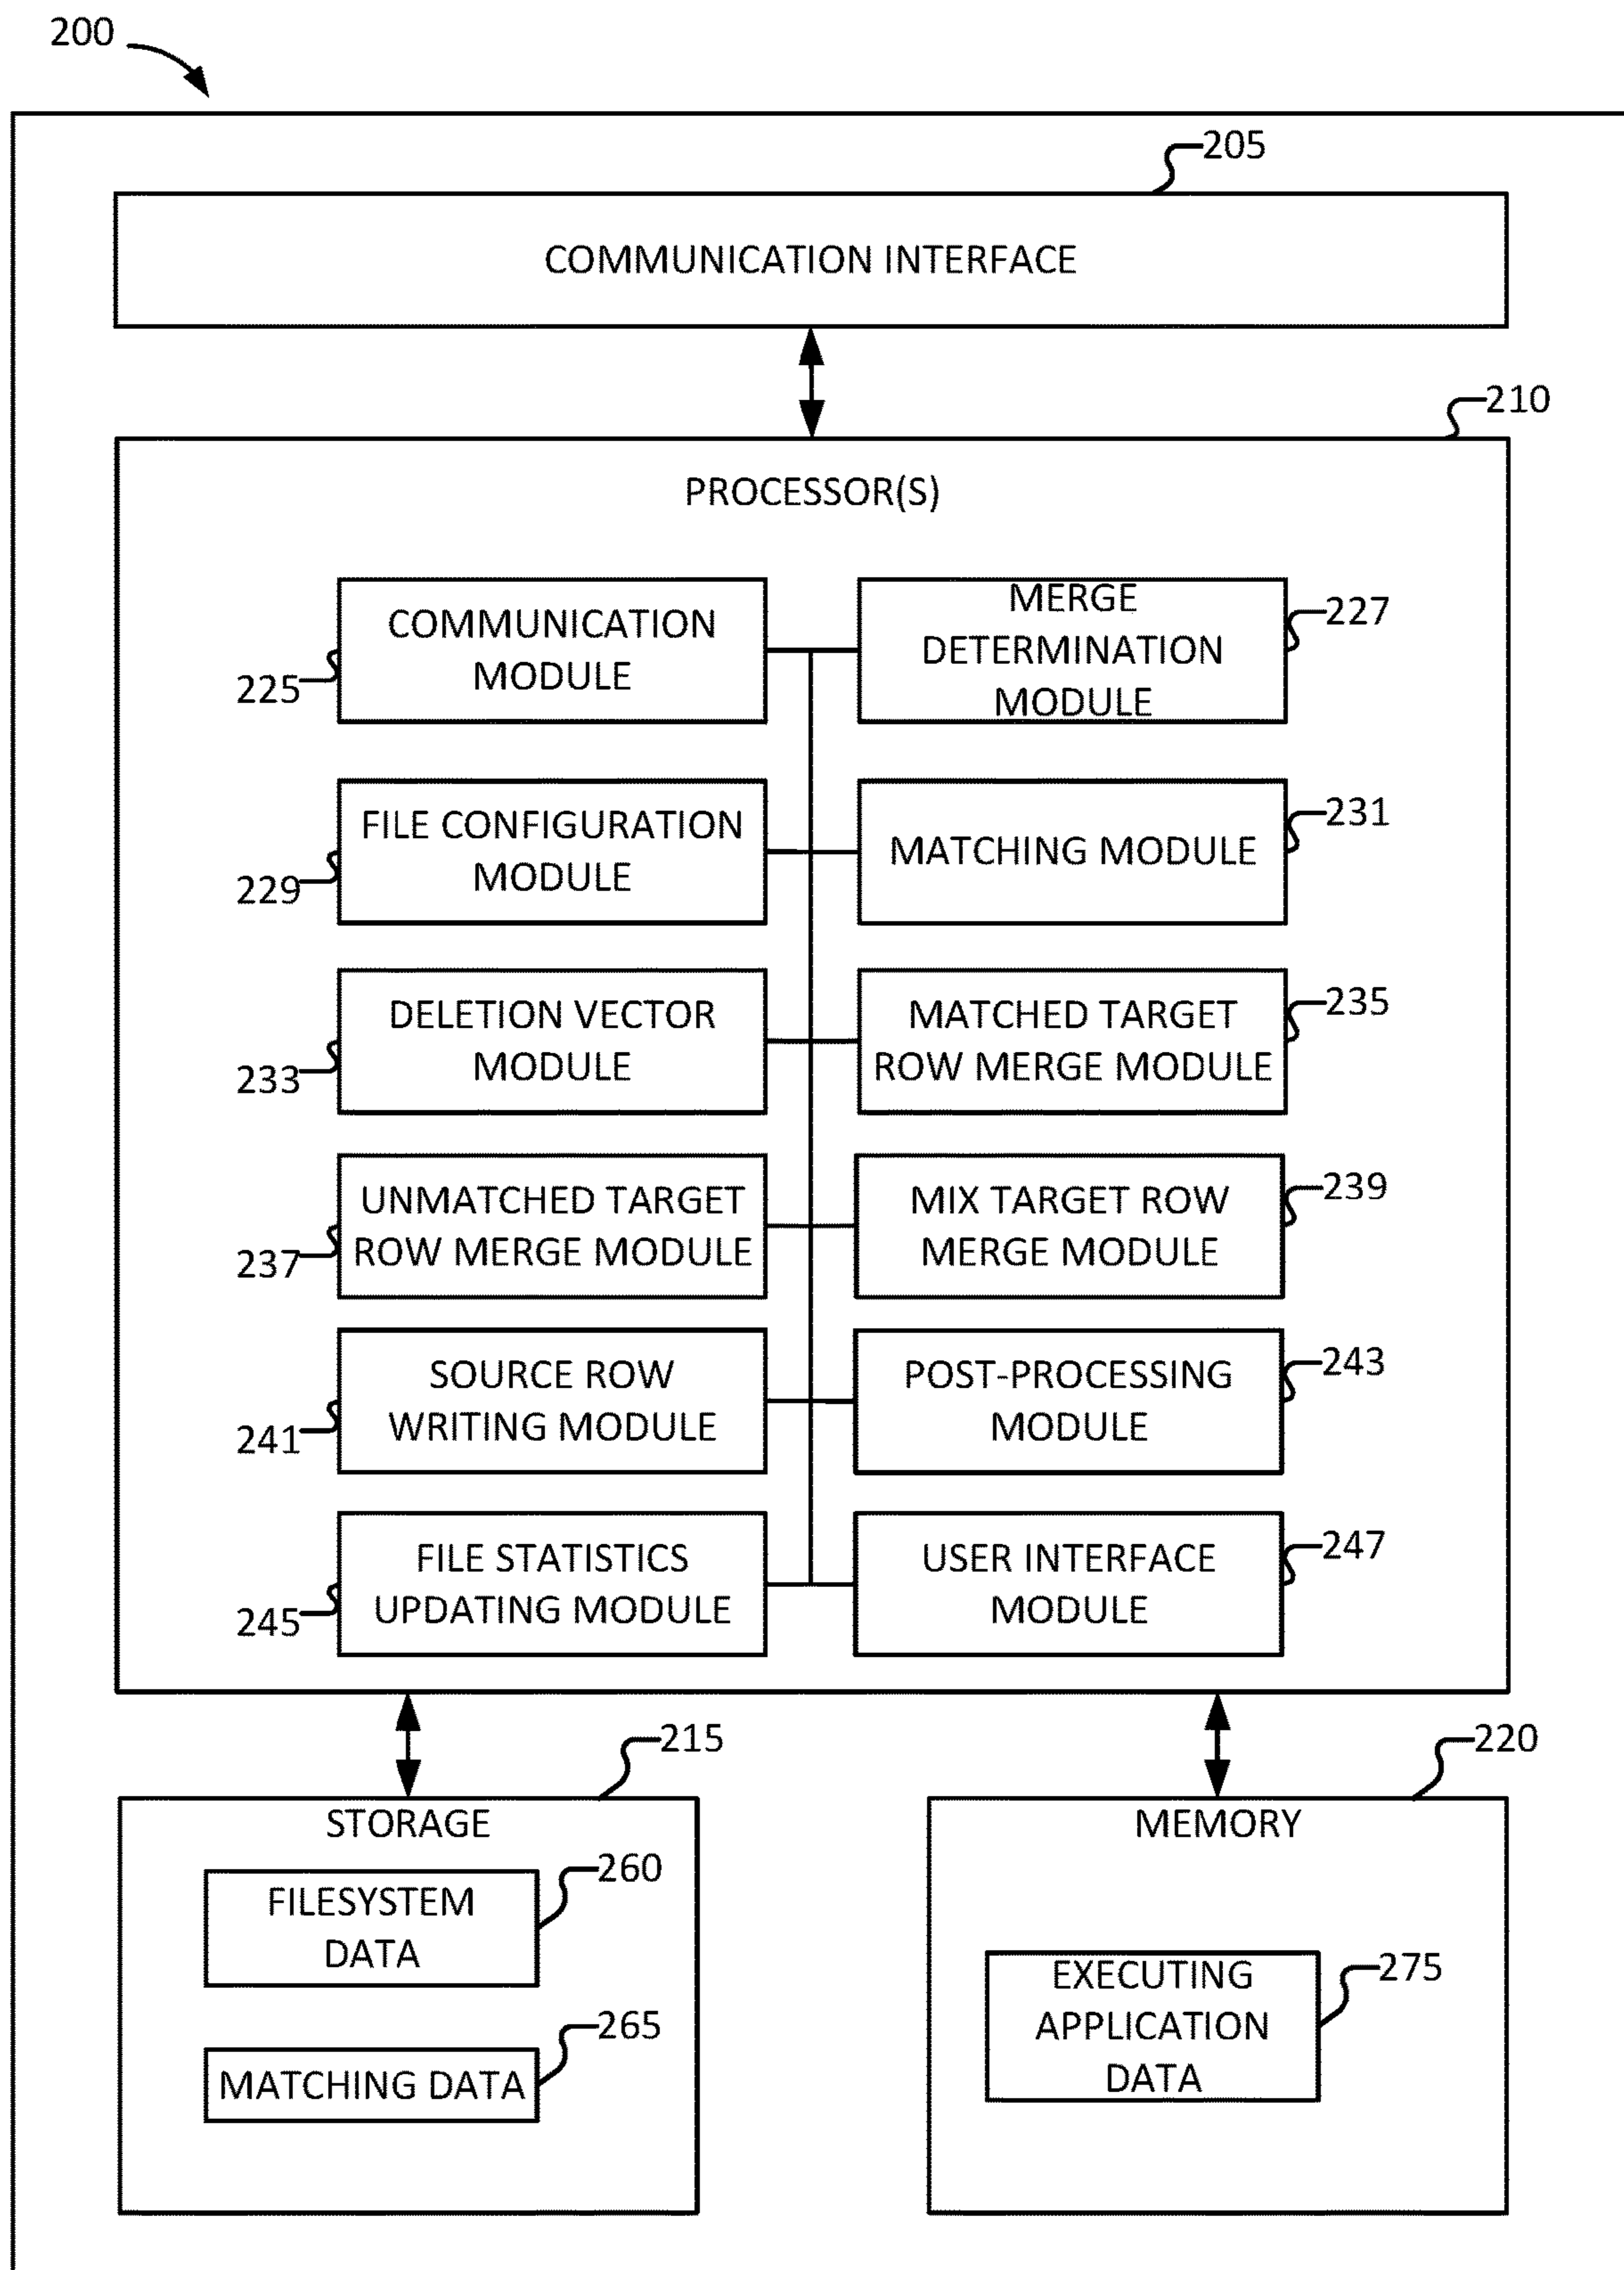 200
205
COMMUNICATION INTERFACE
210
PROCESSOR(S)
COMMUNICATION
MODULE
225
MERGE
DETERMINATION
MODULE
227
FILE CONFIGURATION
MODULE
229
MATCHING MODULE
231
DELETION VECTOR
MODULE
233
MATCHED TARGET
ROW MERGE MODULE
235
UNMATCHED TARGET
ROW MERGE MODULE
237
MIX TARGET ROW
MERGE MODULE
239
SOURCE ROW
WRITING MODULE
241
POST-PROCESSING
MODULE
243
FILE STATISTICS
UPDATING MODULE
245
USER INTERFACE
MODULE
247
215
STORAGE
FILESYSTEM
DATA
260
MATCHING DATA
265
220
MEMORY
EXECUTING
APPLICATION
DATA
275